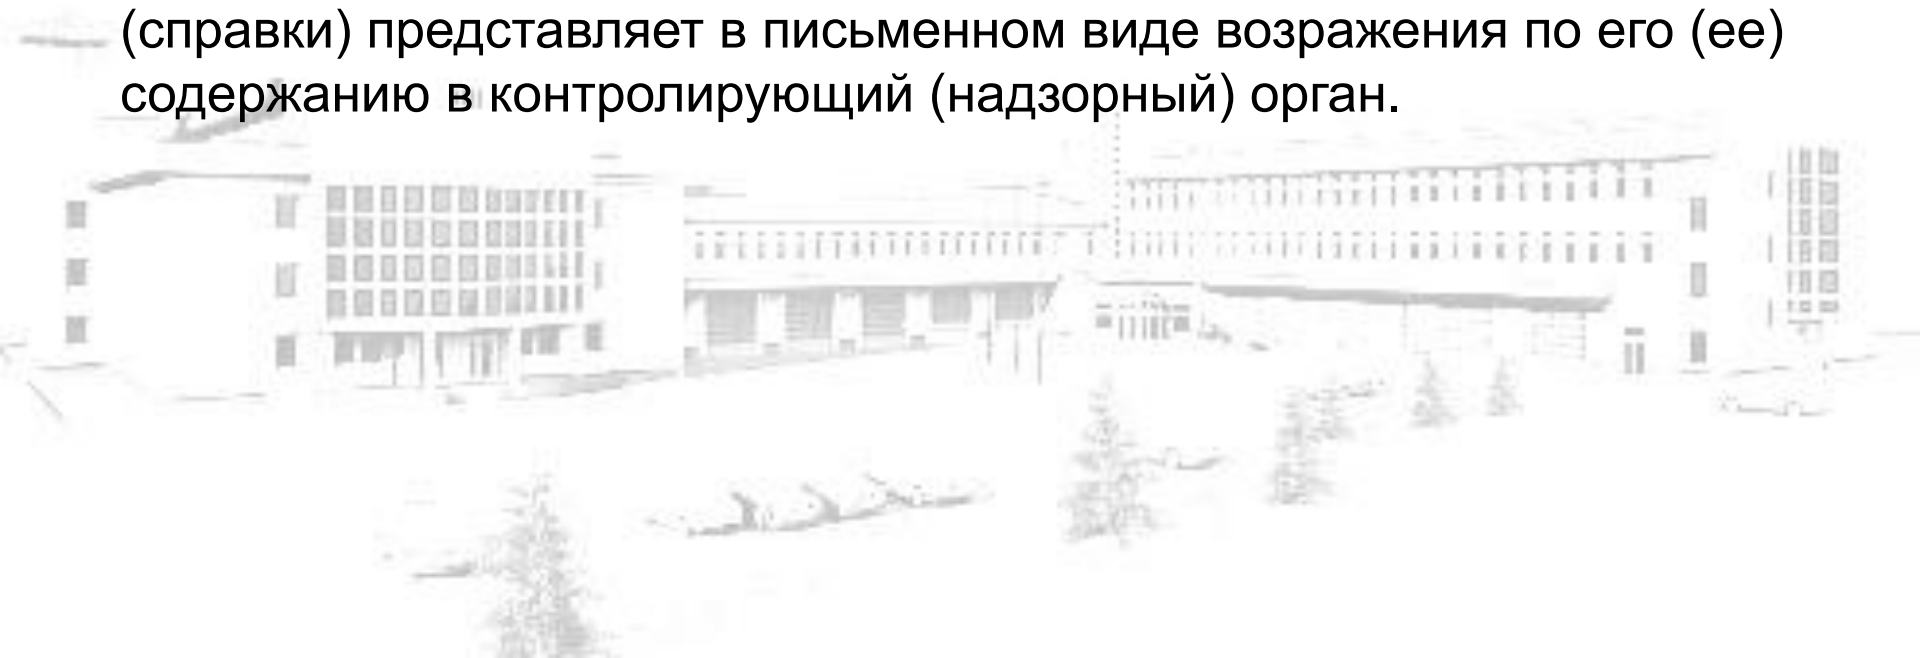 (справки) представляет в письменном виде возражения по его (ее)
содержанию в контролирующий (надзорный) орган.